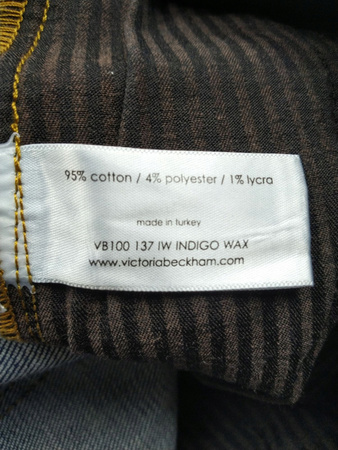 95% cotton / 4% polyester / 1% lycra
made in turkey
VB100 137 IW INDIGO WAX
www.victoriabeckham.com